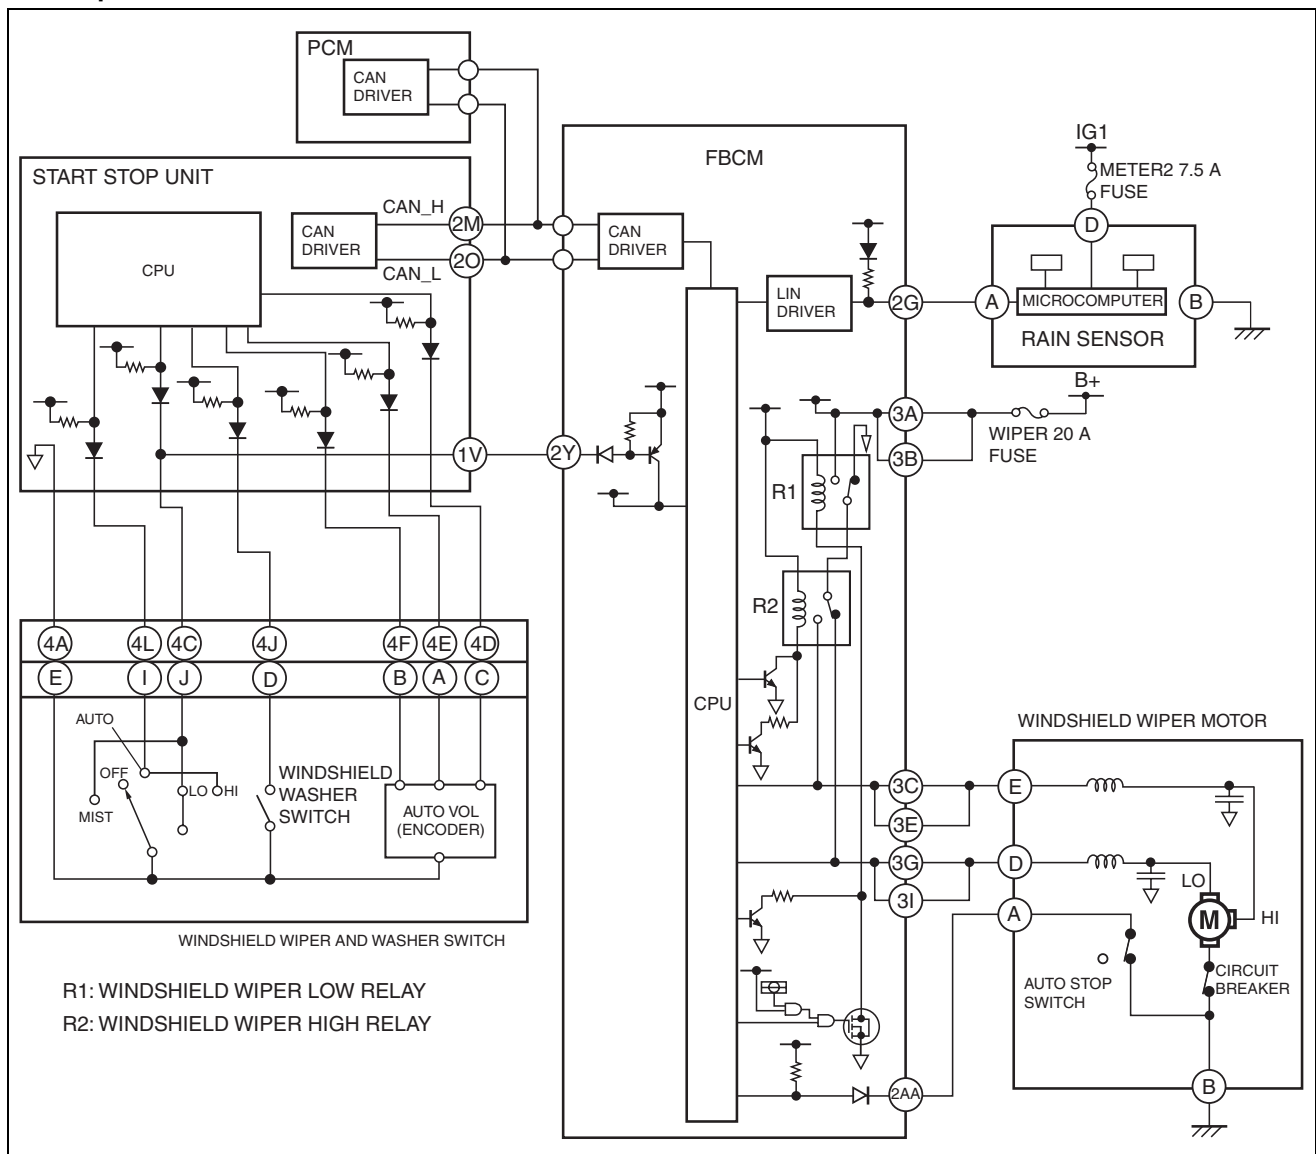 PCM
CAN
DRIVER
START STOP UNIT
CPU
CAN
DRIVER
CAN_H
2M
2O
CAN_L
1V
FBCM
CAN
DRIVER
LIN
DRIVER
2G
2Y
3A
3B
R1
R2
CPU
3C
3E
3G
3I
2AA
IG1
METER2 7.5 A
FUSE
D
A
MICROCOMPUTER
B
RAIN SENSOR
B+
WIPER 20 A
FUSE
4A
4L
4C
4J
4F
4E
4D
E
I
J
D
B
A
C
AUTO
OFF
MIST
LO
HI
WINDSHIELD
WASHER
SWITCH
AUTO VOL
(ENCODER)
WINDSHIELD WIPER AND WASHER SWITCH
WINDSHIELD WIPER MOTOR
E
D
A
LO
M
HI
AUTO STOP
SWITCH
CIRCUIT
BREAKER
B
R1: WINDSHIELD WIPER LOW RELAY
R2: WINDSHIELD WIPER HIGH RELAY